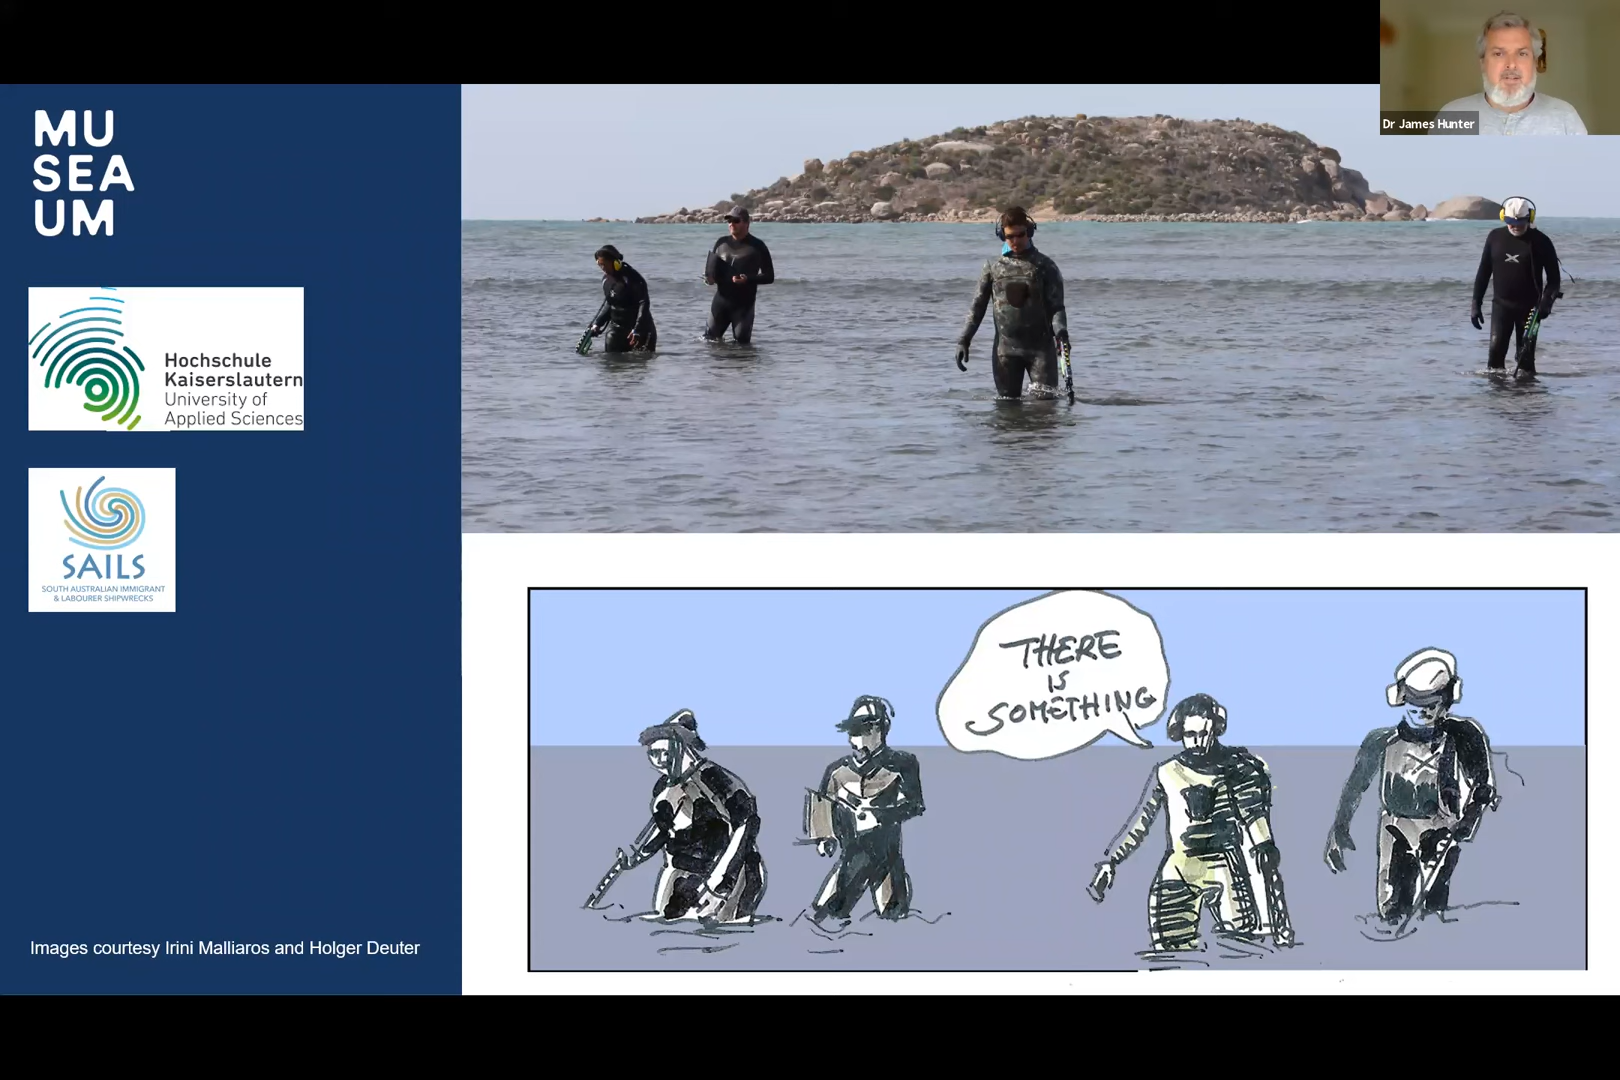 MU
SEA
UM
Hochschule
Kaiserslautern
University of
Applied Sciences
SAILS
SOUTH AUSTRALIAN IMMIGRANT
& LABOURER SHIPWRECKS
Images courtesy Irini Malliaros and Holger Deuter
Dr James Hunter
THERE
IS
SOMETHING